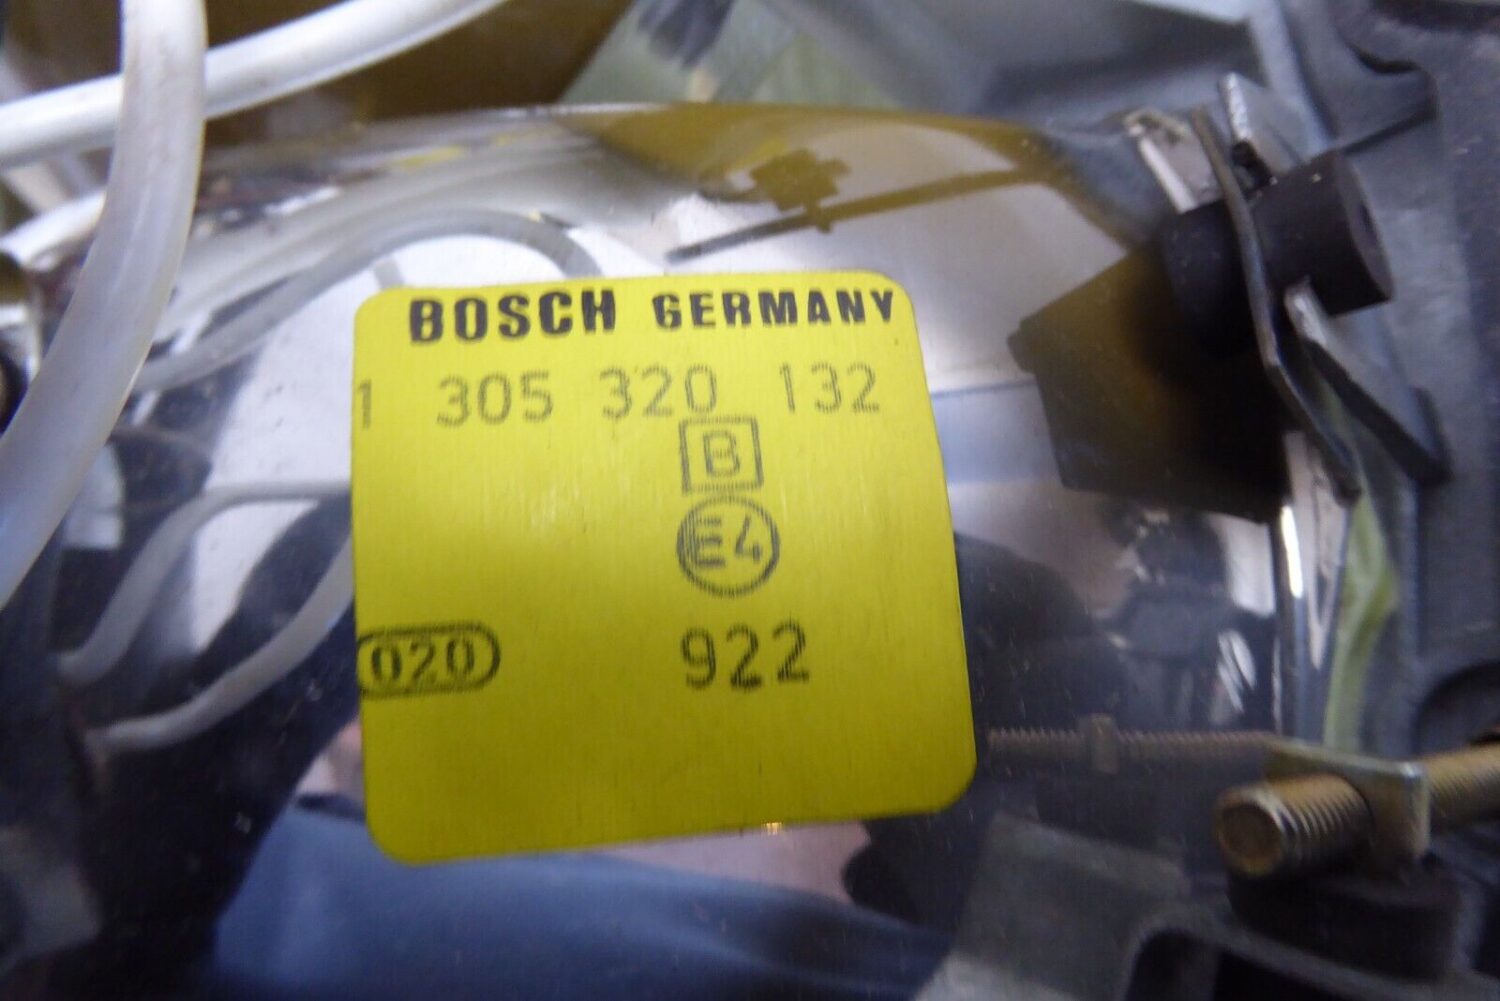 BOSCH GERMANY
1 305 320 132
B
E4
020 922